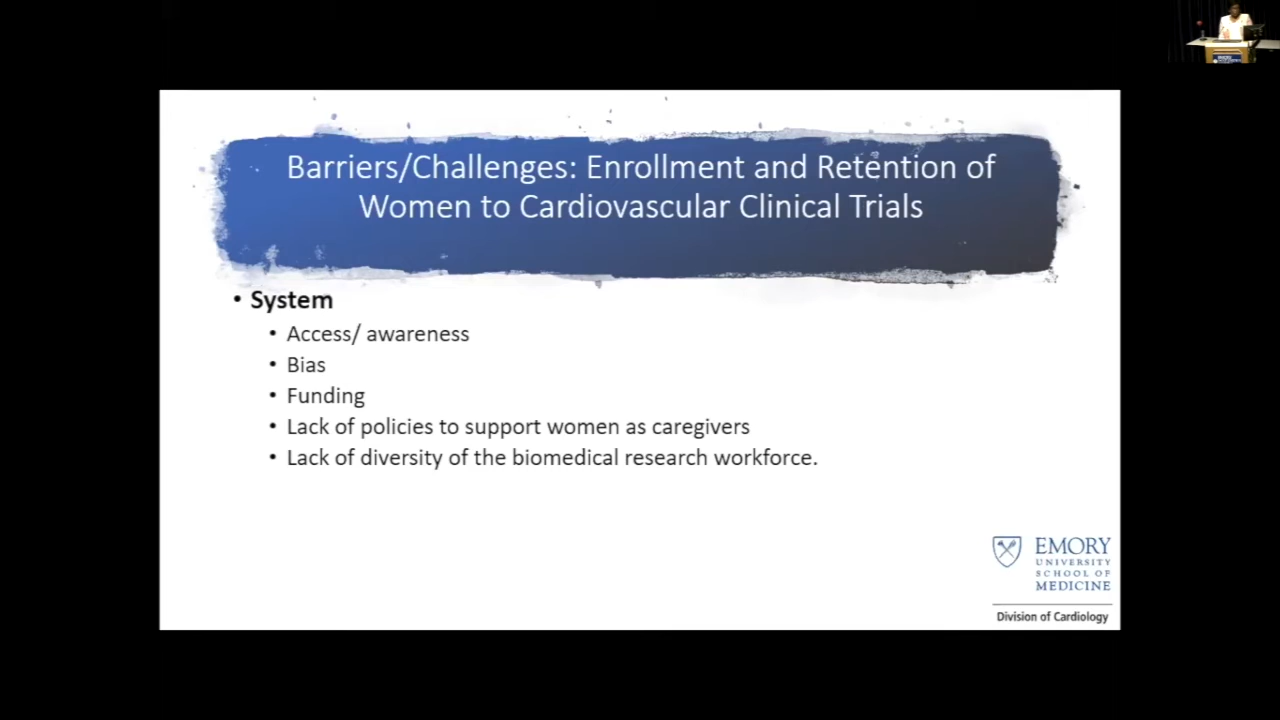 Barriers/Challenges: Enrollment and Retention of
Women to Cardiovascular Clinical Trials
• System
• Access/ awareness
• Bias
• Funding
• Lack of policies to support women as caregivers
• Lack of diversity of the biomedical research workforce.
EMORY
UNIVERSITY
SCHOOL OF
MEDICINE
Division of Cardiology